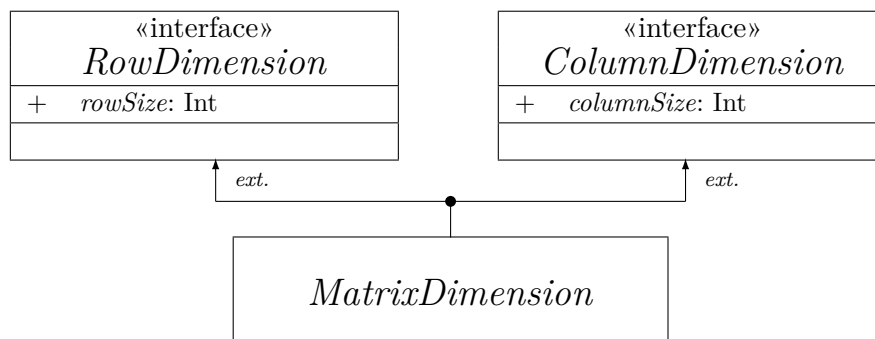 «interface»
RowDimension
+ rowSize: Int
«interface»
ColumnDimension
+ columnSize: Int
ext.
ext.
MatrixDimension